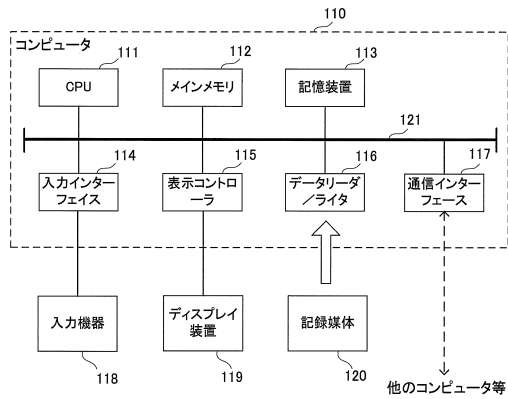 110
コンピュータ
111
112
113
CPU
メインメモリ
記憶装置
121
114
115
116
117
入力インター
フェイス
表示コントロ
ーラ
データリーダ
／ライタ
通信インター
フェース
入力機器
ディスプレイ
装置
記録媒体
118
119
120
他のコンピュータ等